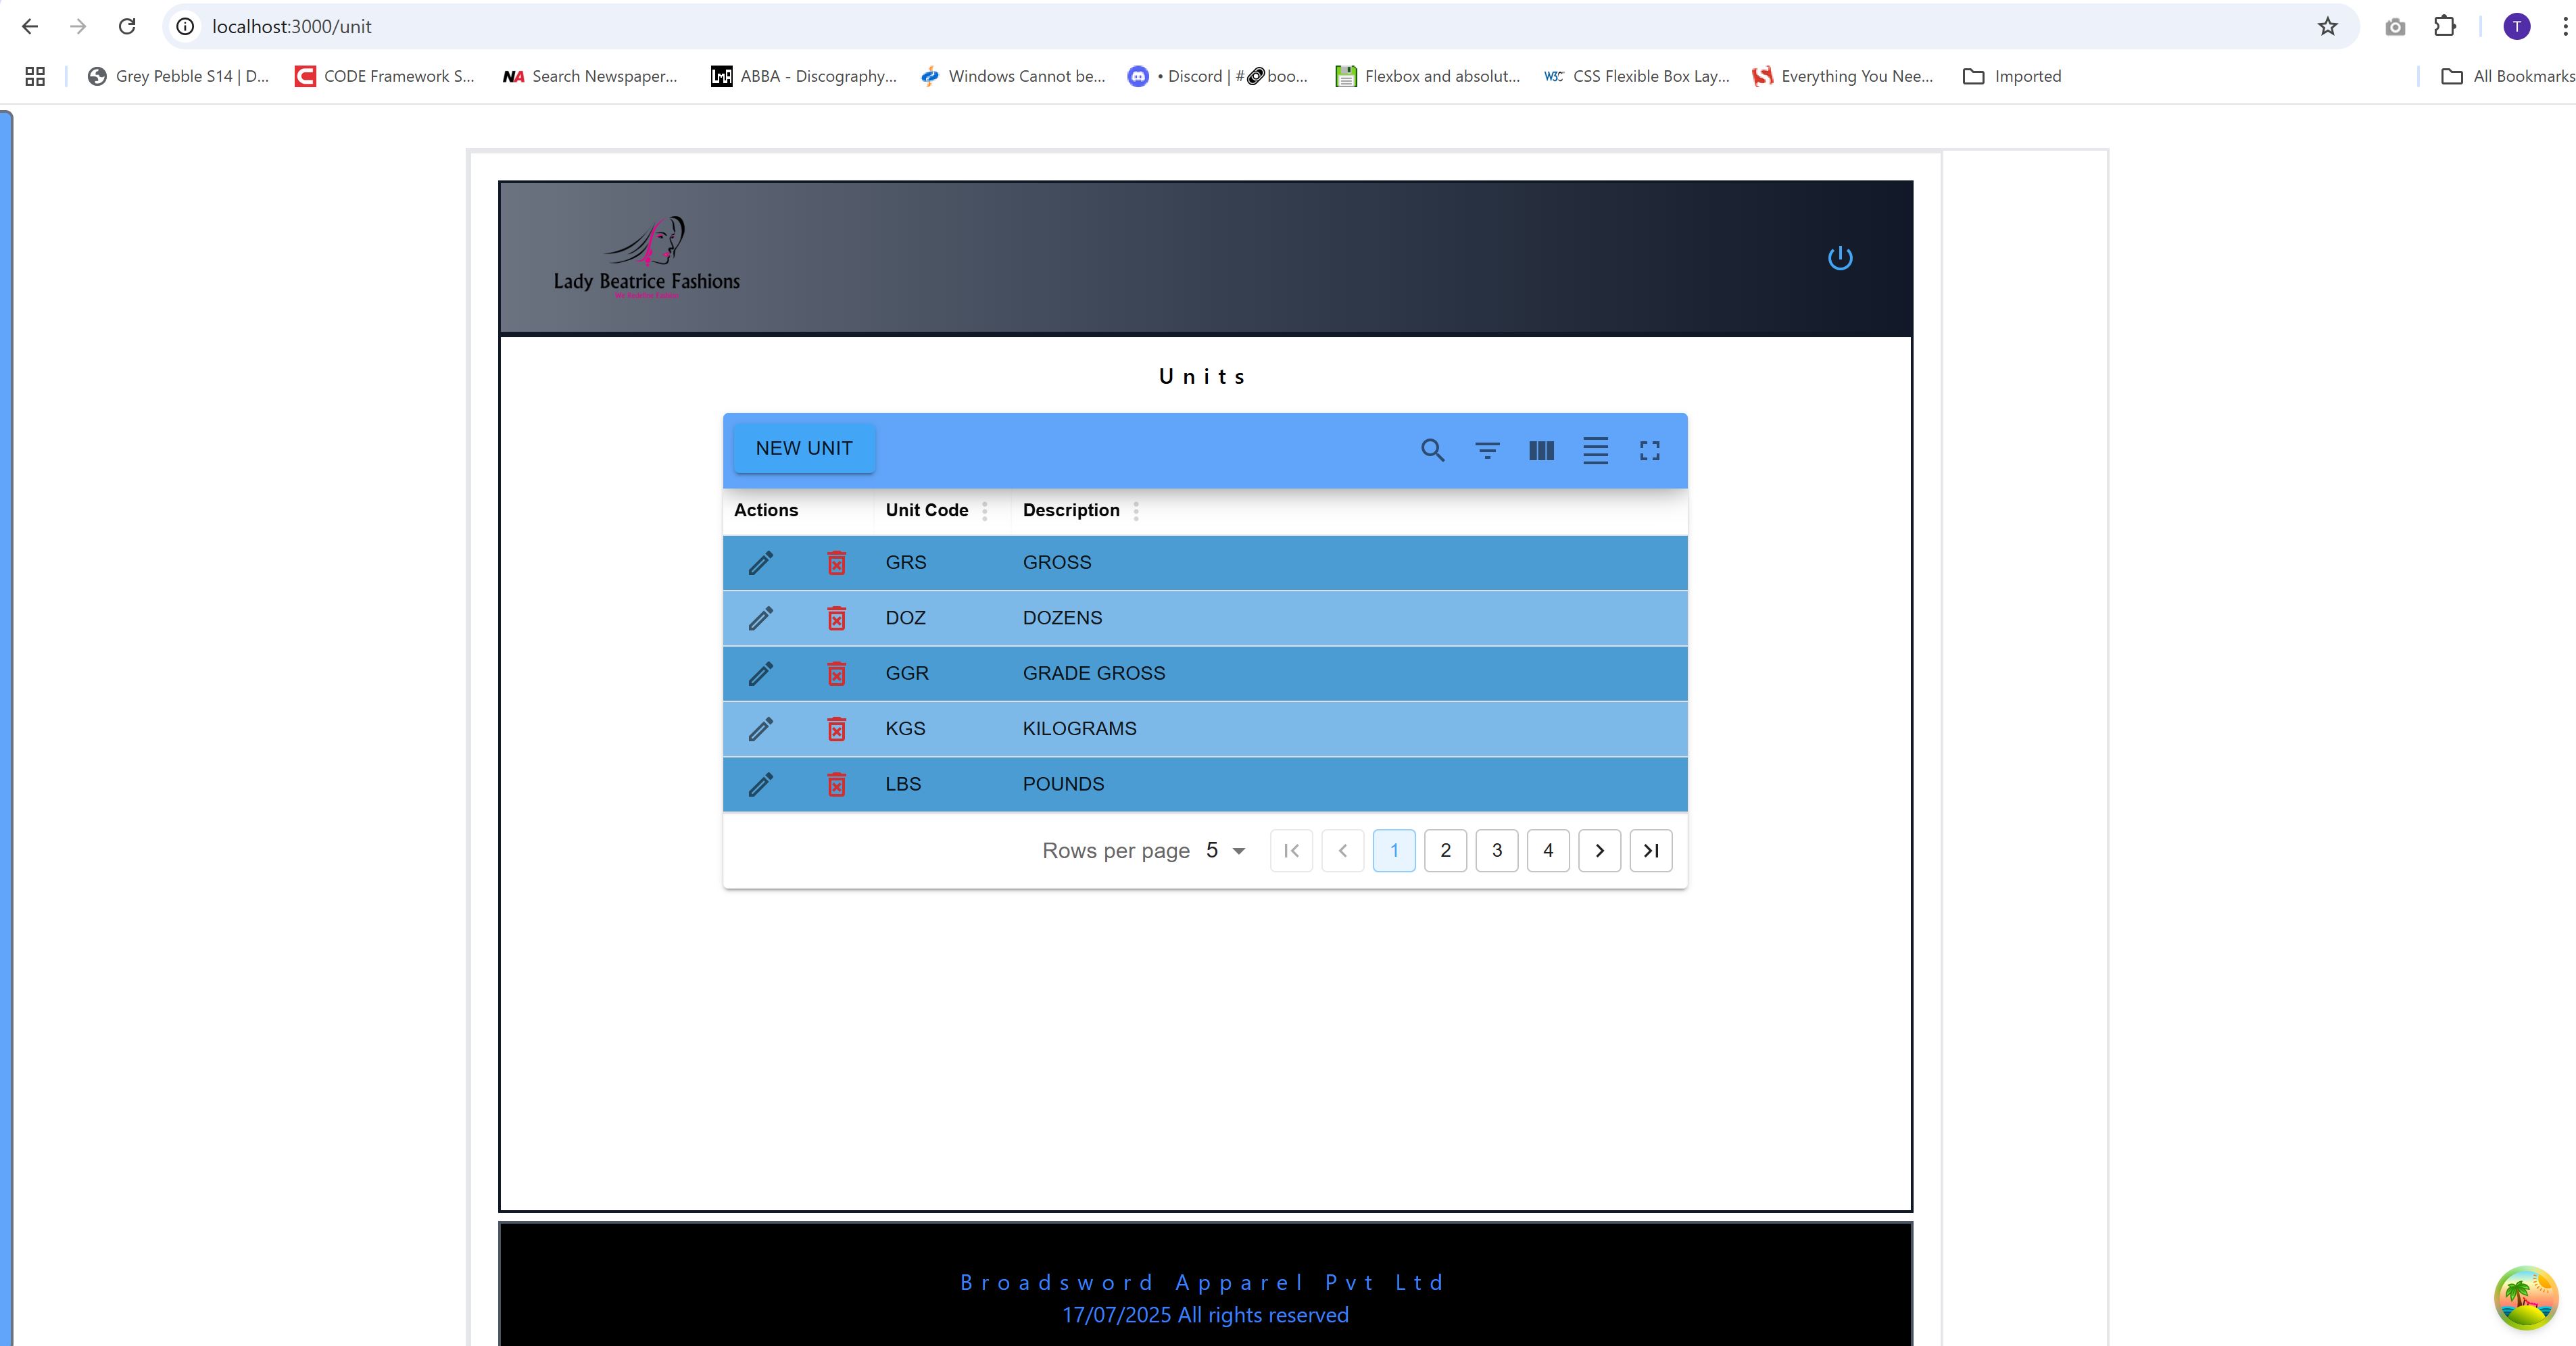 localhost:3000/unit
T
Grey Pebble S14 | D...
CODE Framework S...
NA Search Newspaper...
ABBA - Discography...
Windows Cannot be...
• Discord | #🔗boo...
Flexbox and absolut...
W3C CSS Flexible Box Lay...
Everything You Nee...
Imported
All Bookmarks
Lady Beatrice Fashions
Units
NEW UNIT
Actions Unit Code Description
GRS GROSS
DOZ DOZENS
GGR GRADE GROSS
KGS KILOGRAMS
LBS POUNDS
Rows per page 5 1 2 3 4
Broadsword Apparel Pvt Ltd
17/07/2025 All rights reserved